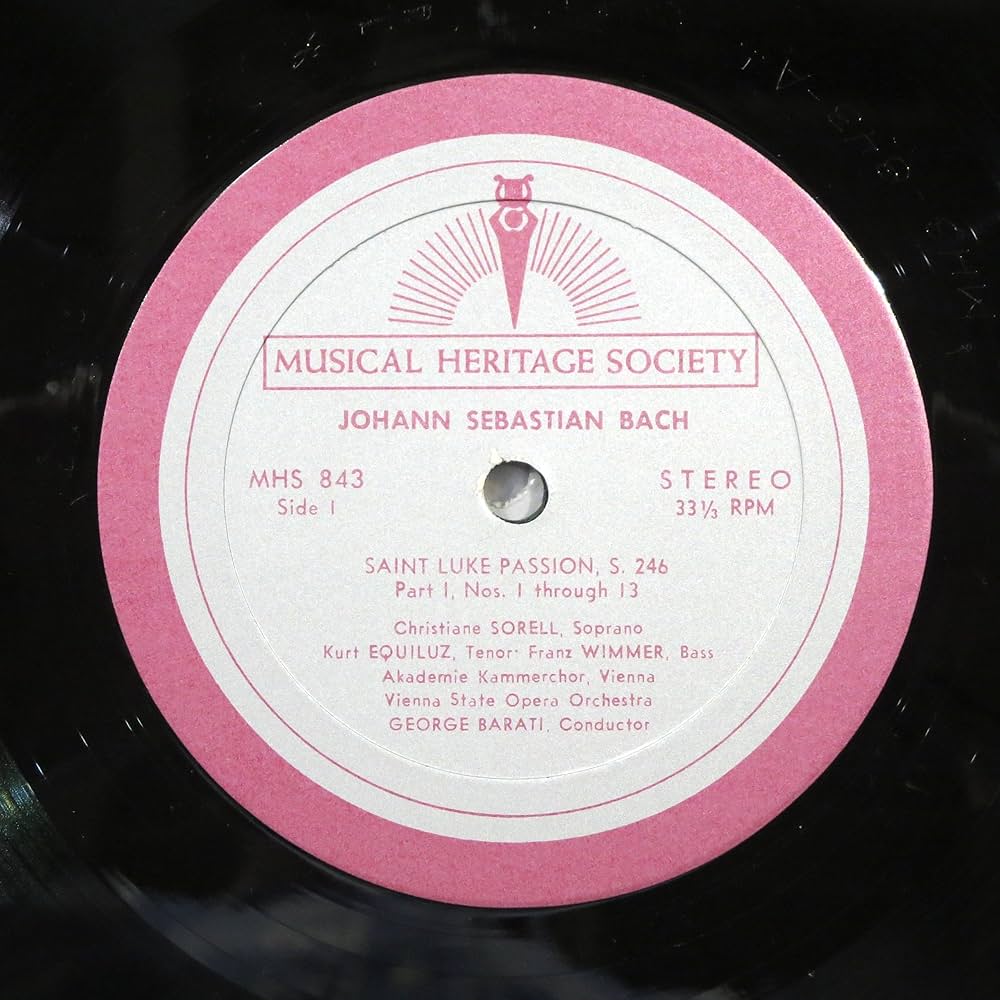 MUSICAL HERITAGE SOCIETY
JOHANN SEBASTIAN BACH
MHS 843
STEREO
Side 1
33⅓ RPM
SAINT LUKE PASSION, S. 246
Part 1, Nos. 1 through 13
Christiane SORELL, Soprano
Kurt EQUILUZ, Tenor· Franz WIMMER, Bass
Akademie Kammerchor, Vienna
Vienna State Opera Orchestra
GEORGE BARATI, Conductor